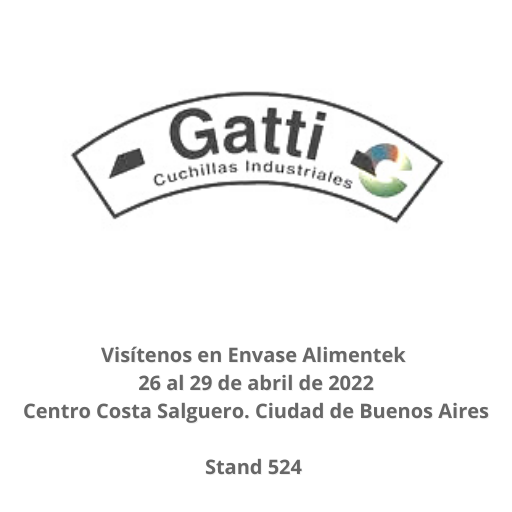 Gatti
Cuchillas Industriales
Visítenos en Envase Alimentek
26 al 29 de abril de 2022
Centro Costa Salguero. Ciudad de Buenos Aires
Stand 524